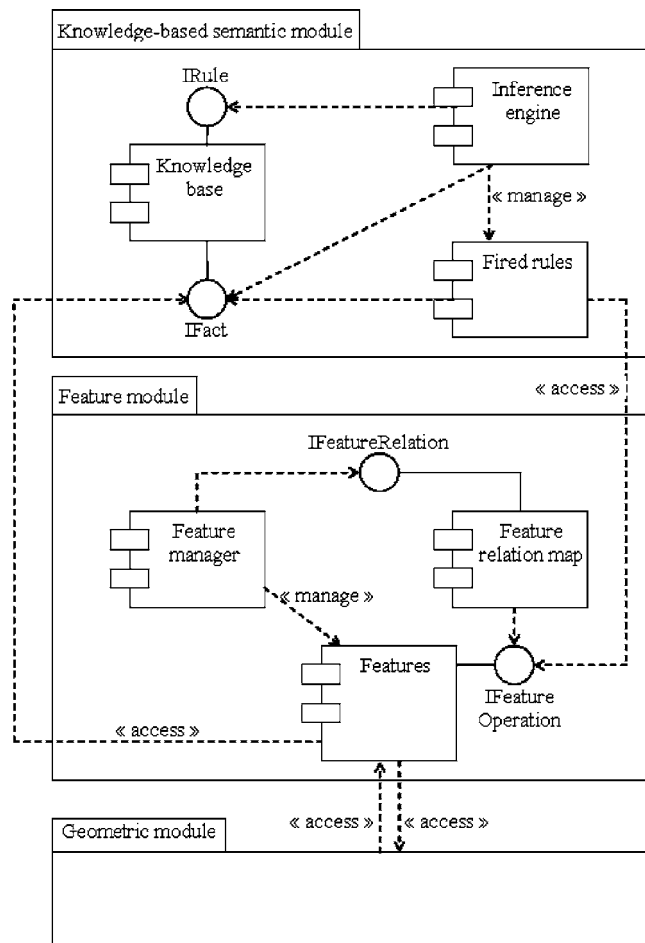 Knowledge-based semantic module
IRule
Inference
engine
Knowledge
base
« manage »
Fired rules
IFact
« access »
Feature module
IFeatureRelation
Feature
manager
Feature
relation map
« manage »
Features
IFeature
Operation
« access »
« access »
« access »
Geometric module